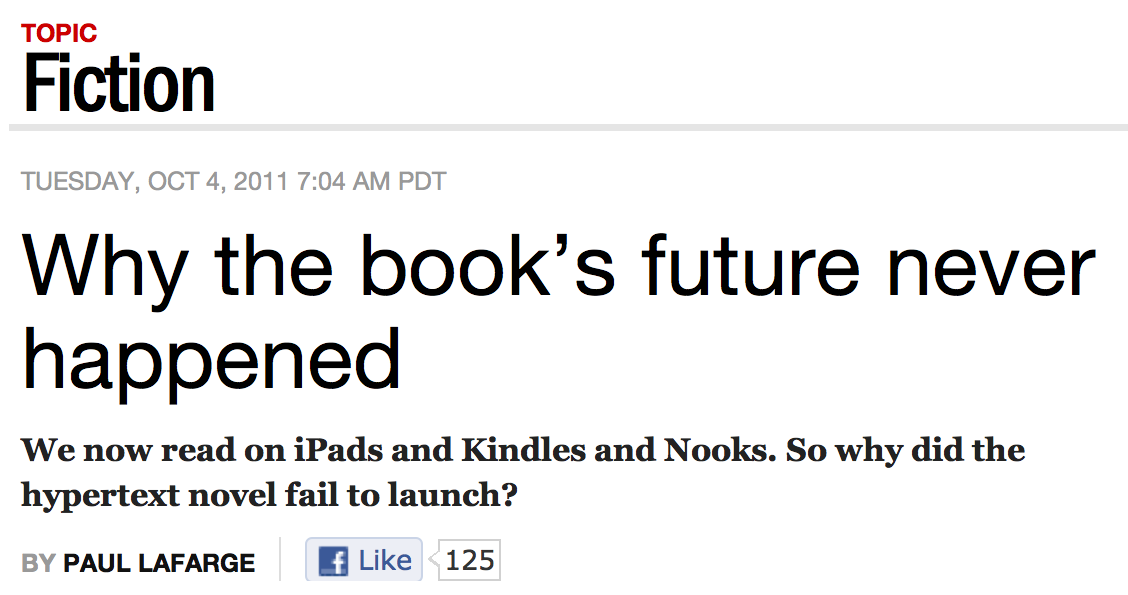 TOPIC
Fiction
TUESDAY, OCT 4, 2011 7:04 AM PDT
Why the book’s future never
happened
We now read on iPads and Kindles and Nooks. So why did the
hypertext novel fail to launch?
BY PAUL LAFARGE f Like 125